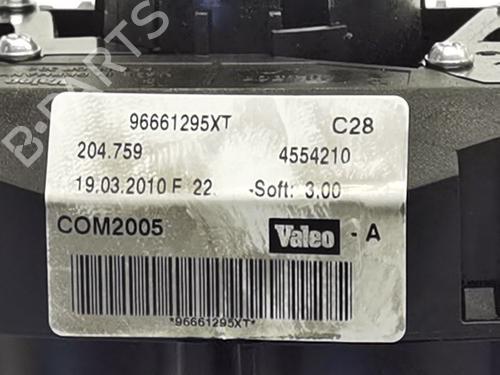 96661295XT C28
204.759 4554210
19.03.2010 F 22 -Soft: 3.00
COM2005 Valeo - A
*96661295XT*
B-PARTS